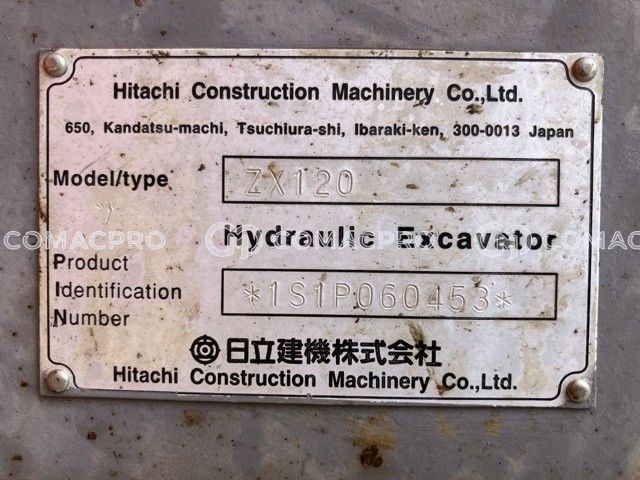 Hitachi Construction Machinery Co.,Ltd.
650, Kandatsu-machi, Tsuchiura-shi, Ibaraki-ken, 300-0013 Japan
Model/type ZX120
COMACPRO COMACPRO COMAC
Hydraulic Excavator
Product
Identification *1S1P060453*
Number
日立建機株式会社
Hitachi Construction Machinery Co.,Ltd.